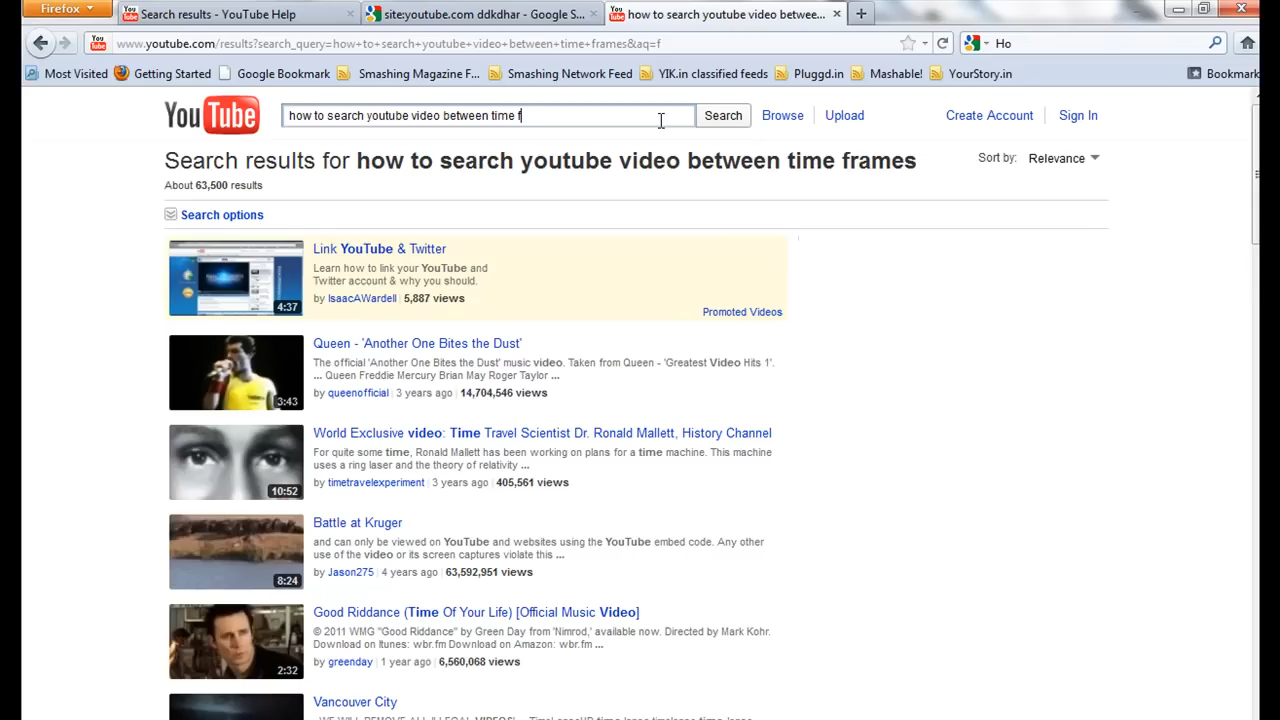 Firefox
Search results - YouTube Help
site:youtube.com ddkdhar - Google S...
how to search youtube video betwee...
www.youtube.com/results?search_query=how+to+search+youtube+video+between+time+frames&aq=f
Ho
Most Visited
Getting Started
Google Bookmark
Smashing Magazine F...
Smashing Network Feed
YIK.in classified feeds
Pluggd.in
Mashable!
YourStory.in
Bookmark
YouTube
how to search youtube video between time f
Search
Browse
Upload
Create Account
Sign In
Search results for how to search youtube video between time frames
Sort by: Relevance
About 63,500 results
Search options
Link YouTube & Twitter
Learn how to link your YouTube and
Twitter account & why you should.
by IsaacAWardell | 5,887 views
4:37
Promoted Videos
Queen - 'Another One Bites the Dust'
The official 'Another One Bites the Dust' music video. Taken from Queen - 'Greatest Video Hits 1'.
... Queen Freddie Mercury Brian May Roger Taylor ...
by queenofficial | 3 years ago | 14,704,546 views
3:43
World Exclusive video: Time Travel Scientist Dr. Ronald Mallett, History Channel
For quite some time, Ronald Mallett has been working on plans for a time machine. This machine
uses a ring laser and the theory of relativity ...
by timetravelexperiment | 3 years ago | 405,561 views
10:52
Battle at Kruger
and can only be viewed on YouTube and websites using the YouTube embed code. Any other
use of the video or its screen captures violate this ...
by Jason275 | 4 years ago | 63,592,951 views
8:24
Good Riddance (Time Of Your Life) [Official Music Video]
© 2011 WMG "Good Riddance" by Green Day from 'Nimrod,' available now. Directed by Mark Kohr.
Download on Itunes: wbr.fm Download on Amazon: wbr.fm ...
by greenday | 1 year ago | 6,560,068 views
2:32
Vancouver City